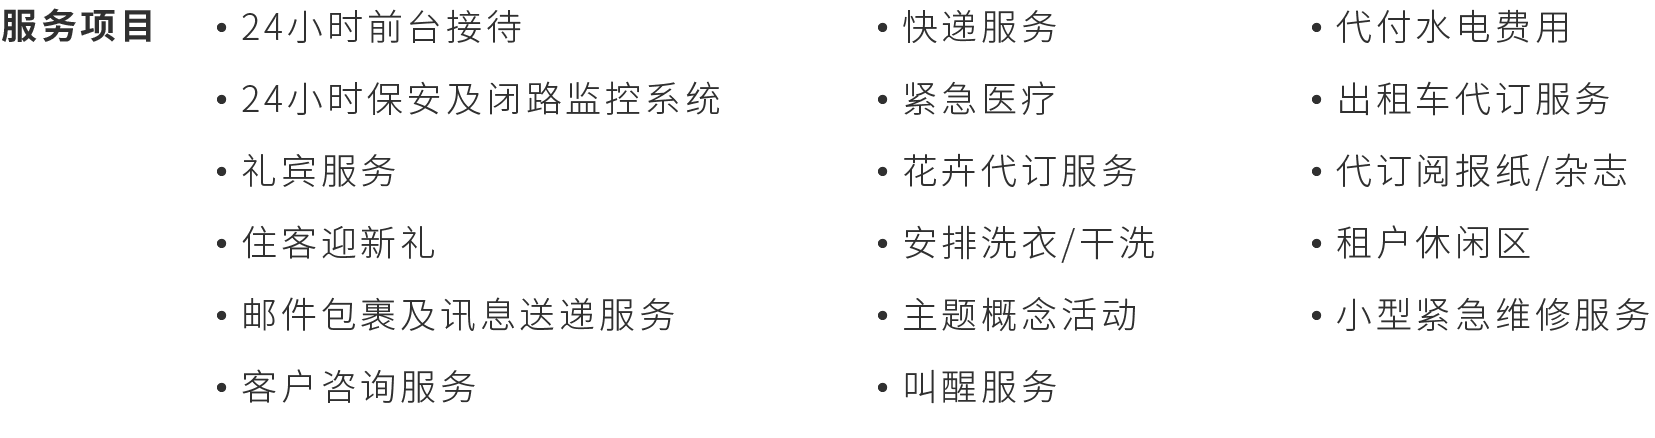 服务项目
• 24小时前台接待
• 24小时保安及闭路监控系统
• 礼宾服务
• 住客迎新礼
• 邮件包裹及讯息送递服务
• 客户咨询服务
• 快递服务
• 紧急医疗
• 花卉代订服务
• 安排洗衣/干洗
• 主题概念活动
• 叫醒服务
• 代付水电费用
• 出租车代订服务
• 代订阅报纸/杂志
• 租户休闲区
• 小型紧急维修服务